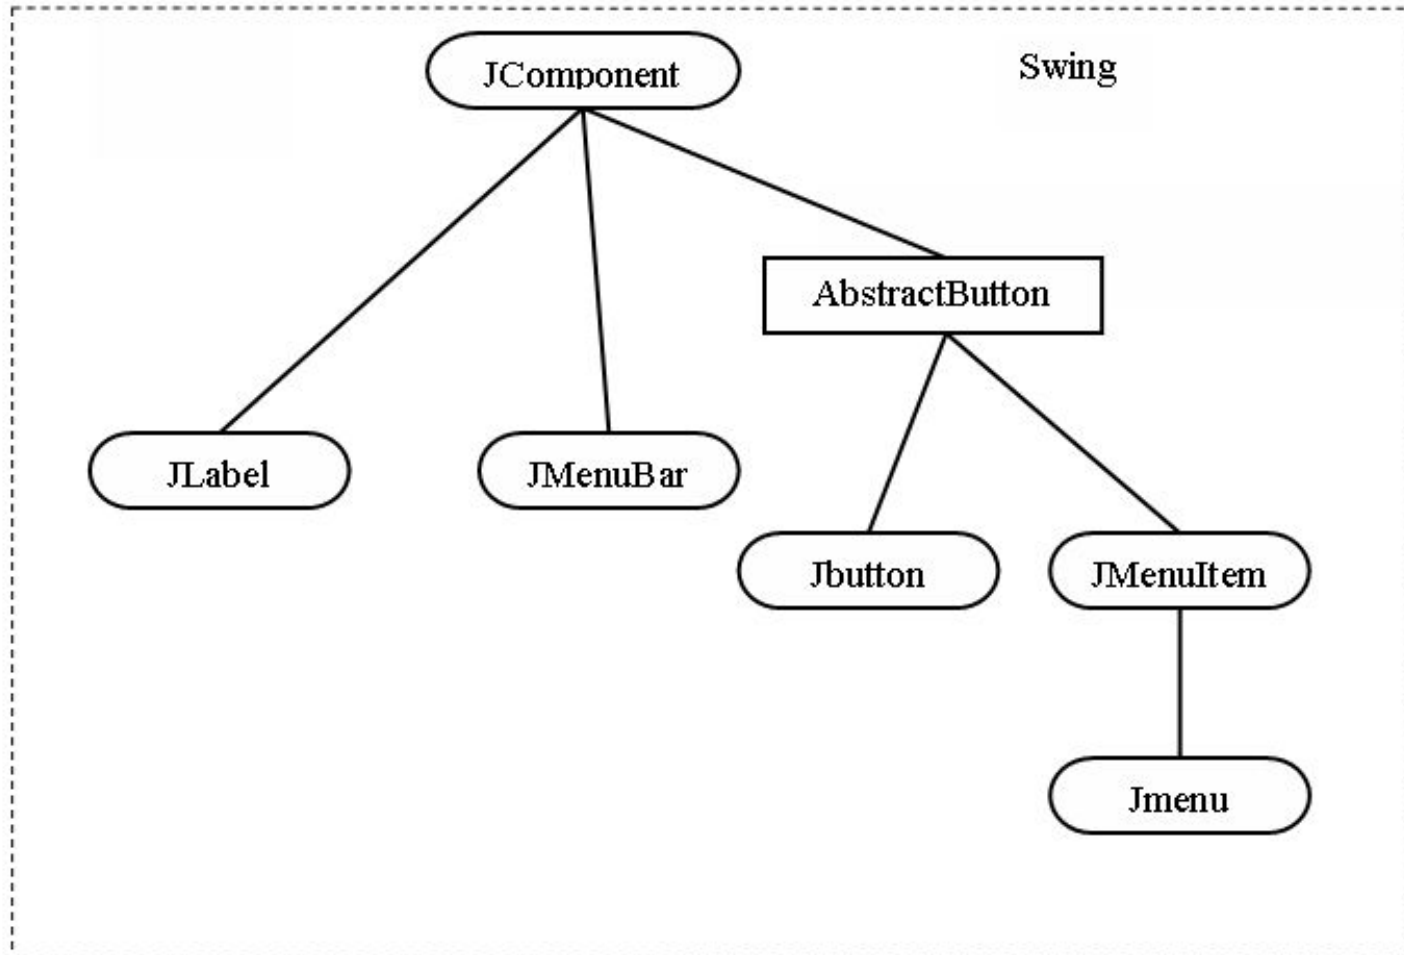 JComponent
Swing
AbstractButton
JLabel
JMenuBar
Jbutton
JMenuItem
Jmenu